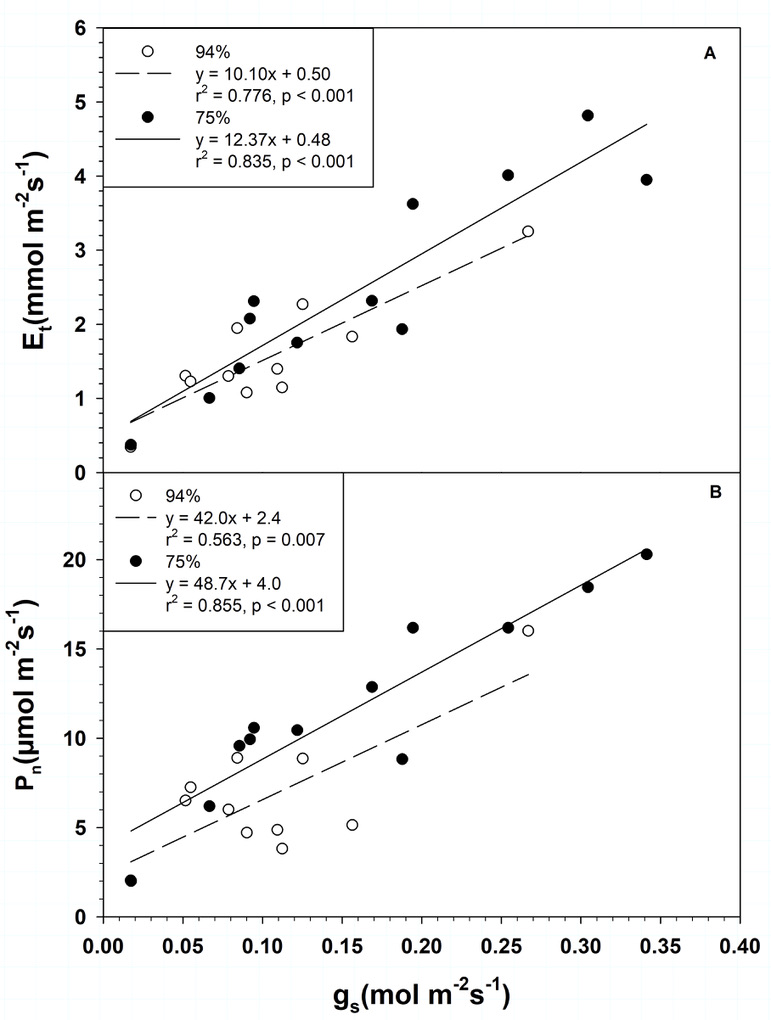 A
94%
y = 10.10x + 0.50
r² = 0.776, p < 0.001
75%
y = 12.37x + 0.48
r² = 0.835, p < 0.001
6
5
4
3
2
1
0
Eₜ(mmol m⁻²s⁻¹)
B
94%
y = 42.0x + 2.4
r² = 0.563, p = 0.007
75%
y = 48.7x + 4.0
r² = 0.855, p < 0.001
20
15
10
5
0
Pₙ(µmol m⁻²s⁻¹)
0.00 0.05 0.10 0.15 0.20 0.25 0.30 0.35 0.40
gₛ(mol m⁻²s⁻¹)